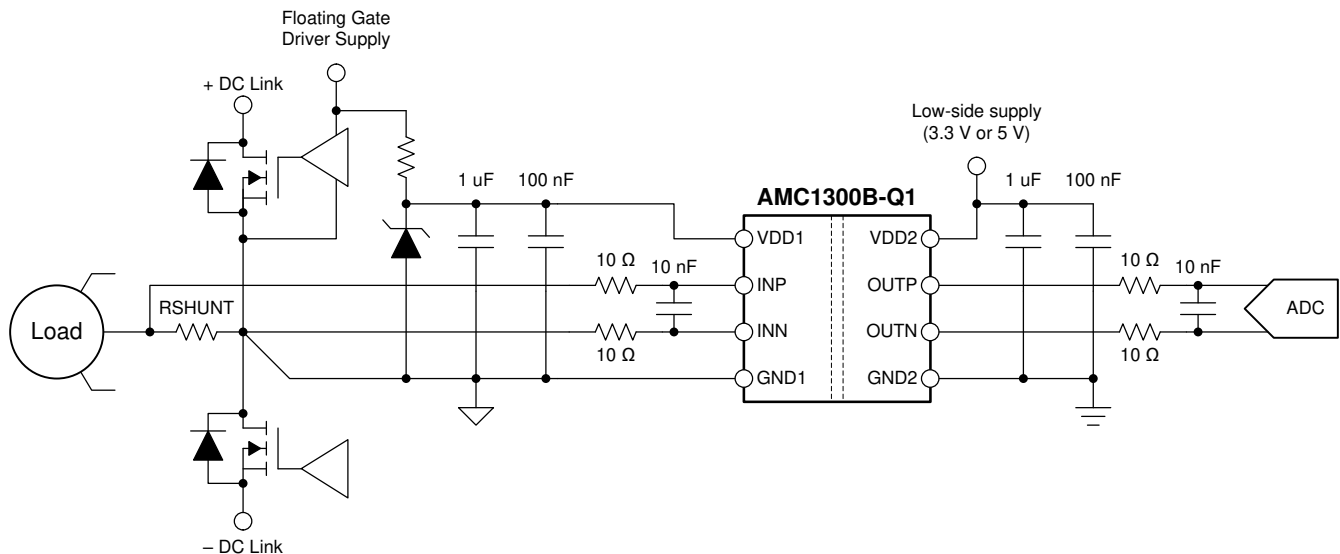 Floating Gate
Driver Supply
+ DC Link
Low-side supply
(3.3 V or 5 V)
1 uF
100 nF
AMC1300B-Q1
1 uF
100 nF
VDD1
VDD2
10 Ω
10 nF
INP
OUTP
10 Ω
10 nF
RSHUNT
Load
INN
OUTN
ADC
10 Ω
10 Ω
GND1
GND2
– DC Link